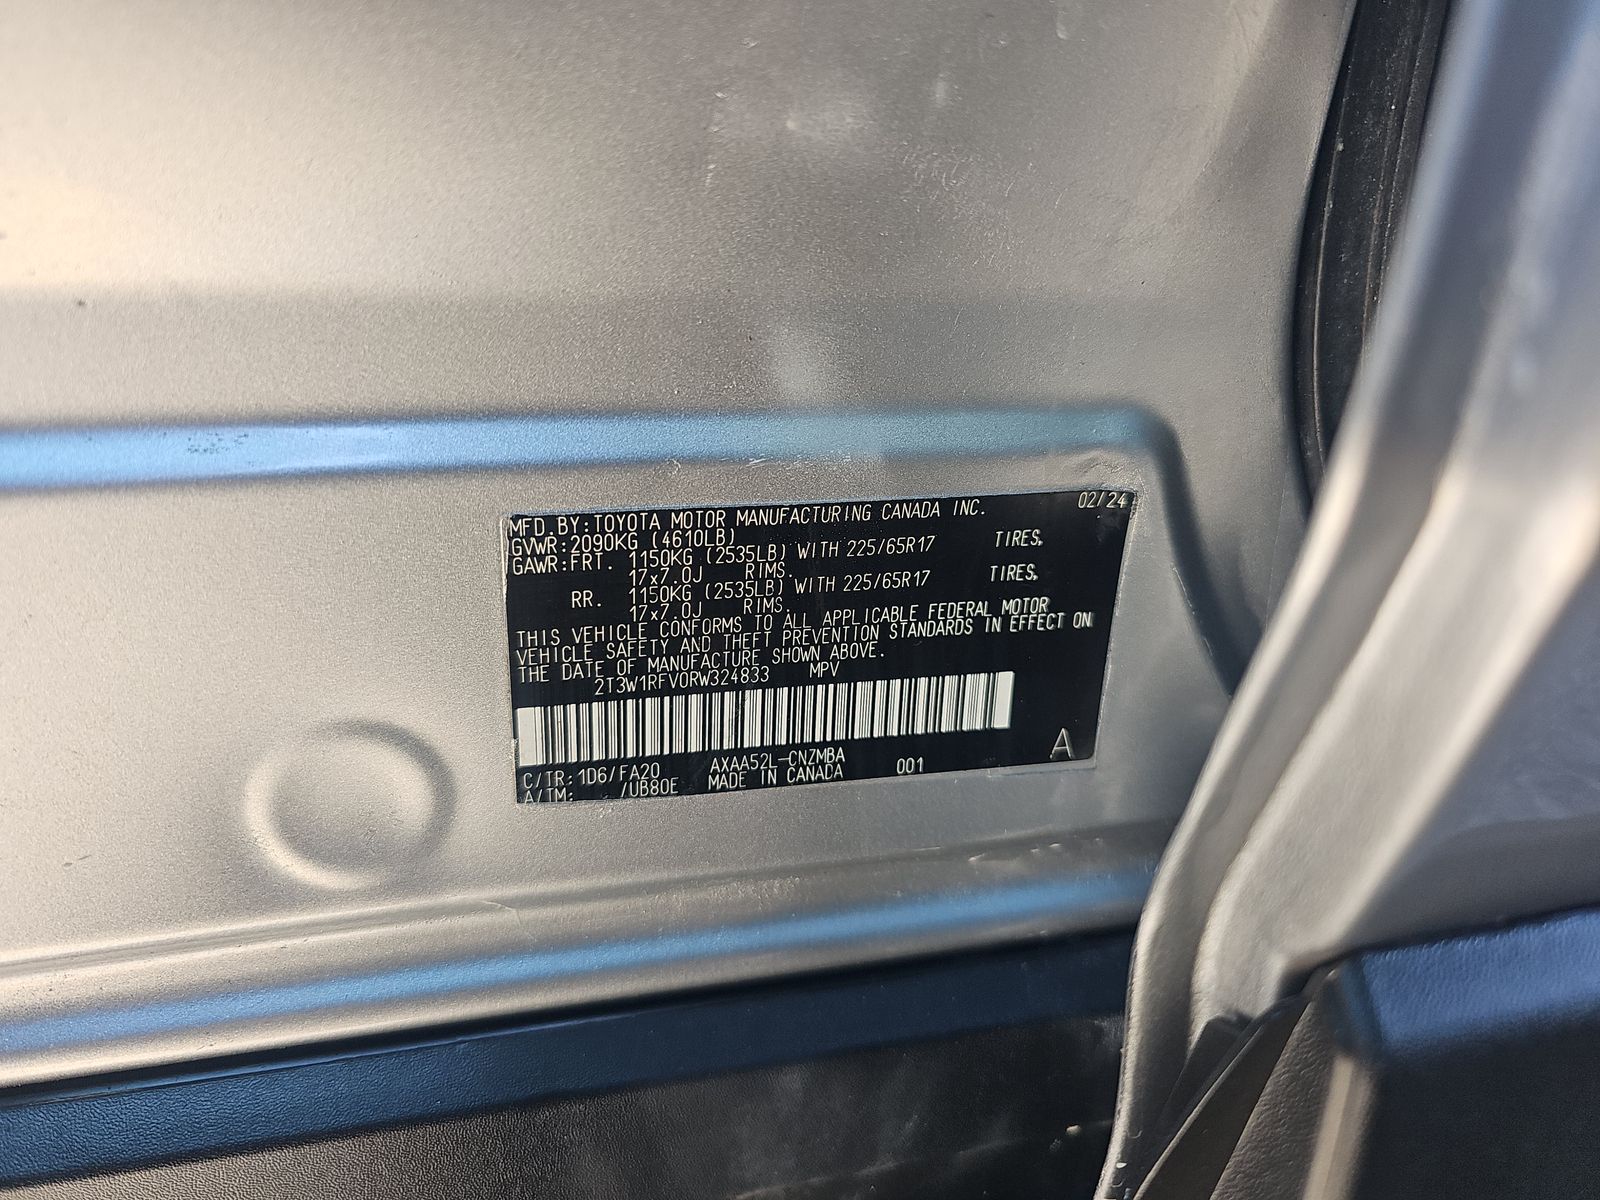 MFD.BY:TOYOTA MOTOR MANUFACTURING CANADA INC. 02/24
GVWR:2090KG (4610LB)
GAWR:FRT. 1150KG (2535LB) WITH 225/65R17 TIRES,
17x7.0J RIMS.
RR. 1150KG (2535LB) WITH 225/65R17 TIRES,
17x7.0J RIMS.
THIS VEHICLE CONFORMS TO ALL APPLICABLE FEDERAL MOTOR
VEHICLE SAFETY AND THEFT PREVENTION STANDARDS IN EFFECT ON
THE DATE OF MANUFACTURE SHOWN ABOVE.
2T3W1RFV0RW324833 MPV
C/TR:1D6/FA20 AXAA52L-CNZMBA 001 A
A/TM: /UB80E MADE IN CANADA